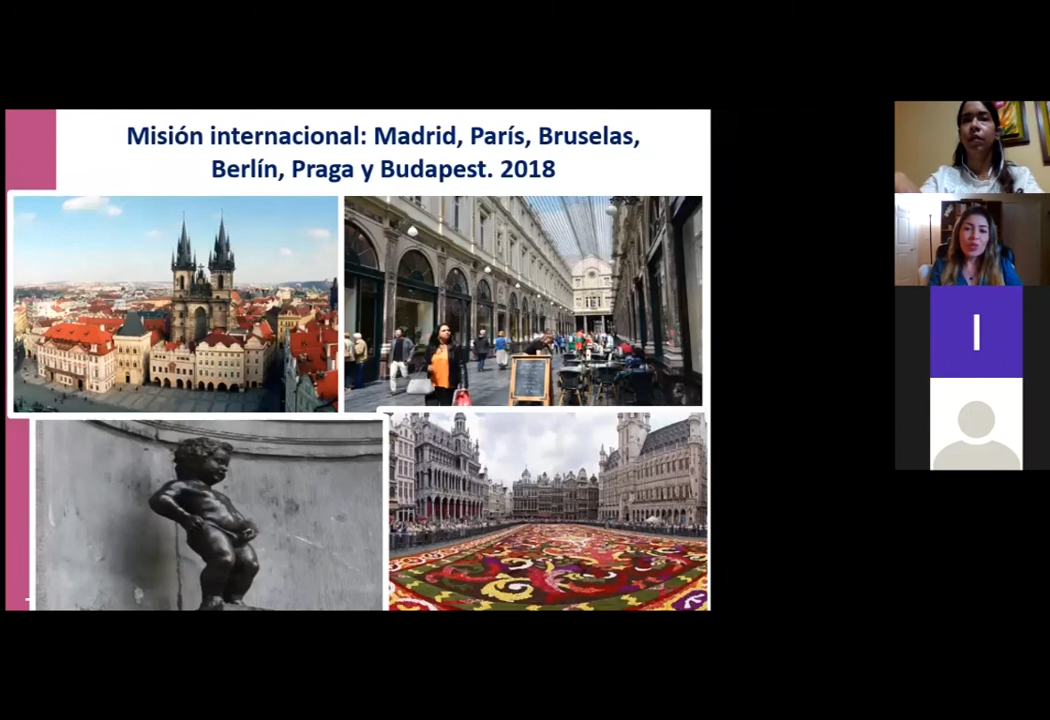 Misión internacional: Madrid, París, Bruselas,
Berlín, Praga y Budapest. 2018
I